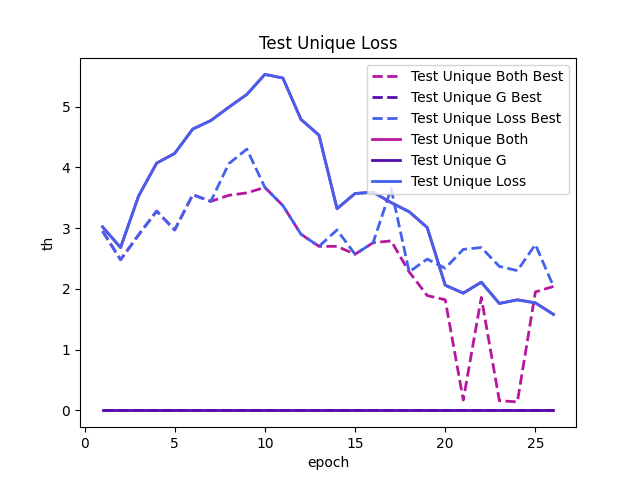 Test Unique Loss
Test Unique Both Best
Test Unique G Best
Test Unique Loss Best
Test Unique Both
Test Unique G
Test Unique Loss
th
5
4
3
2
1
0
0
5
10
15
20
25
epoch